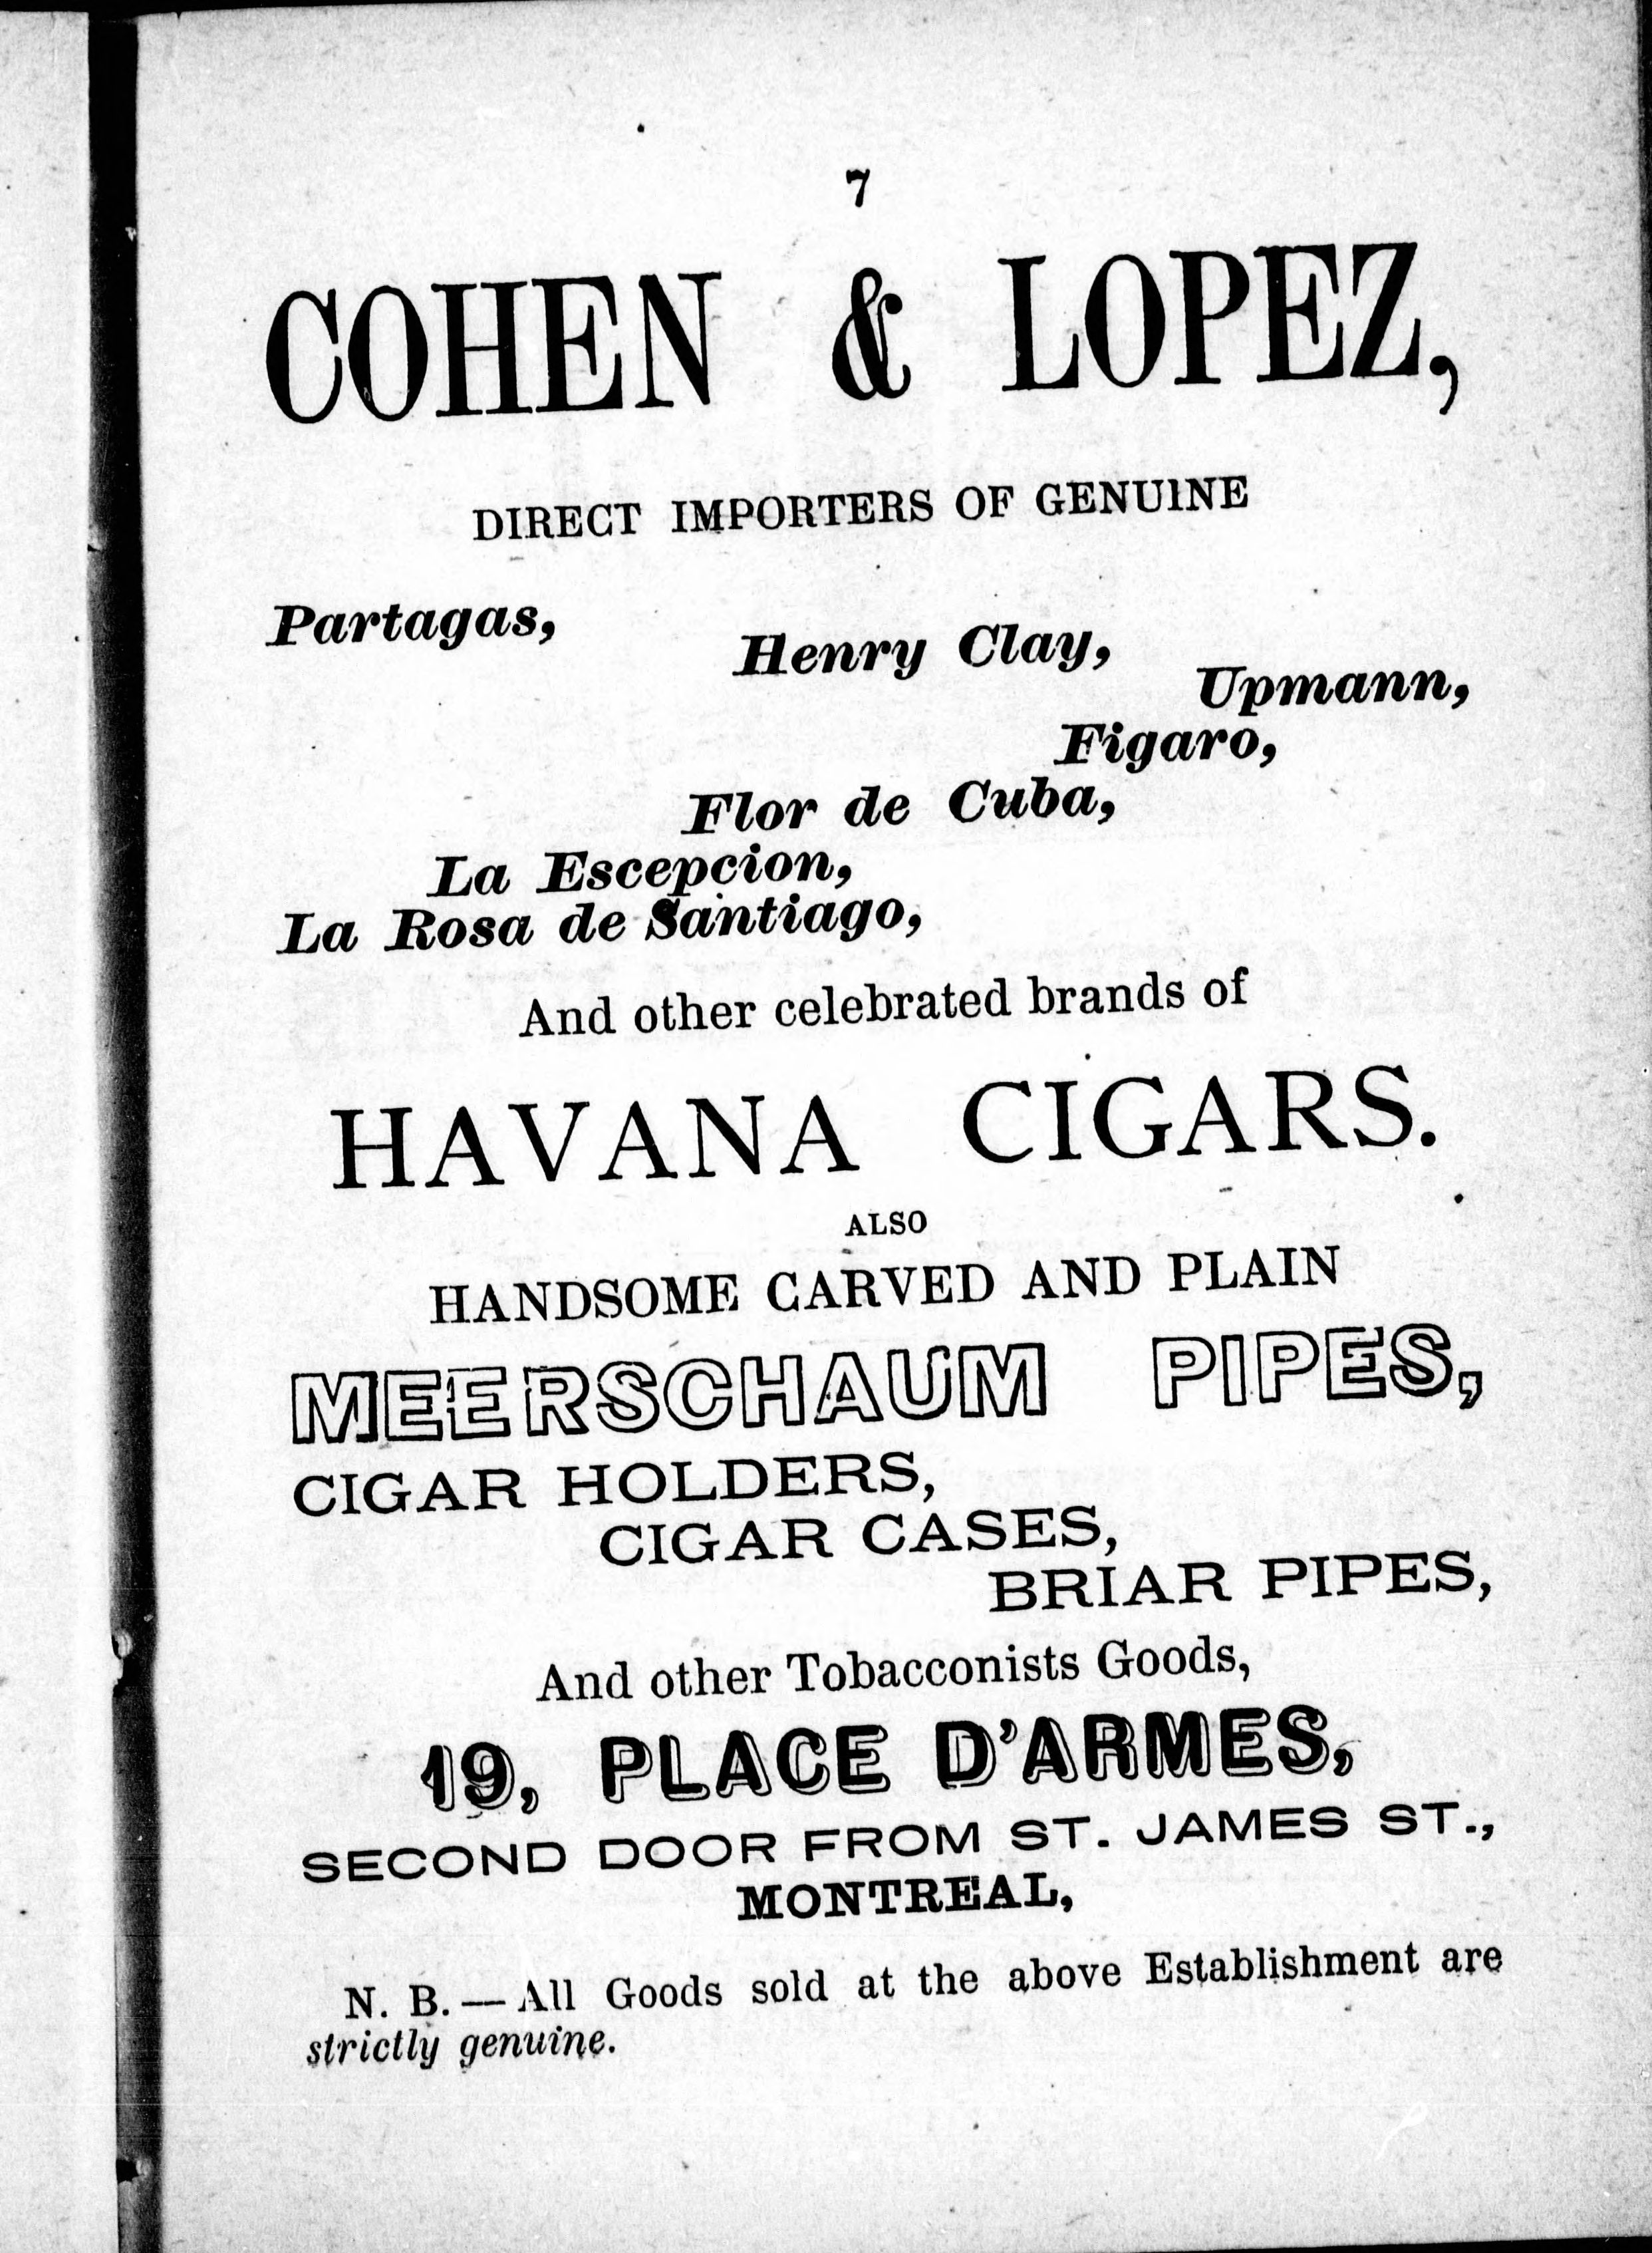 7
COHEN & LOPEZ,
DIRECT IMPORTERS OF GENUINE
Partagas,
Henry Clay,
Upmann,
Figaro,
Flor de Cuba,
La Escepcion,
La Rosa de Santiago,
And other celebrated brands of
HAVANA CIGARS.
ALSO
HANDSOME CARVED AND PLAIN
MEERSCHAUM PIPES,
CIGAR HOLDERS,
CIGAR CASES,
BRIAR PIPES,
And other Tobacconists Goods,
19, PLACE D'ARMES,
SECOND DOOR FROM ST. JAMES ST.,
MONTREAL,
N. B. — All Goods sold at the above Establishment are
strictly genuine.